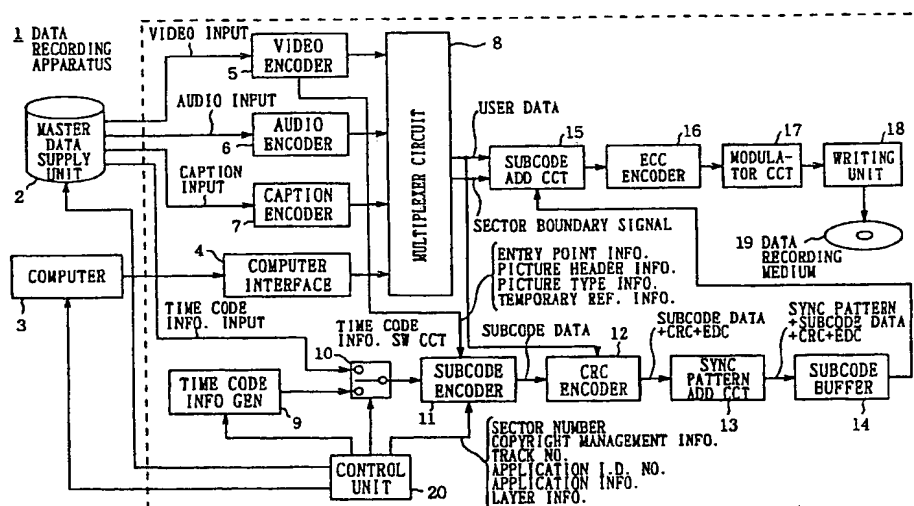 1 DATA
RECORDING
APPARATUS
VIDEO INPUT
VIDEO
ENCODER
5
8
AUDIO INPUT
AUDIO
ENCODER
6
MASTER
DATA
SUPPLY
UNIT
2
CAPTION
INPUT
CAPTION
ENCODER
7
MULTIPLEXER CIRCUIT
USER DATA
15
SUBCODE
ADD CCT
16
ECC
ENCODER
17
MODULA-
TOR CCT
18
WRITING
UNIT
SECTOR BOUNDARY SIGNAL
19 DATA
RECORDING
MEDIUM
COMPUTER
3
4
COMPUTER
INTERFACE
ENTRY POINT INFO.
PICTURE HEADER INFO.
PICTURE TYPE INFO.
TEMPORARY REF. INFO.
TIME CODE
INFO. INPUT
TIME CODE
INFO. SW CCT
10
TIME CODE
INFO GEN
9
SUBCODE
ENCODER
11
SUBCODE DATA
12
CRC
ENCODER
SUBCODE DATA
+CRC+EDC
SYNC
PATTERN
ADD CCT
13
SYNC PATTERN
+SUBCODE DATA
+CRC+EDC
SUBCODE
BUFFER
14
CONTROL
UNIT
20
SECTOR NUMBER
COPYRIGHT MANAGEMENT INFO.
TRACK NO.
APPLICATION I.D. NO.
APPLICATION INFO.
LAYER INFO.